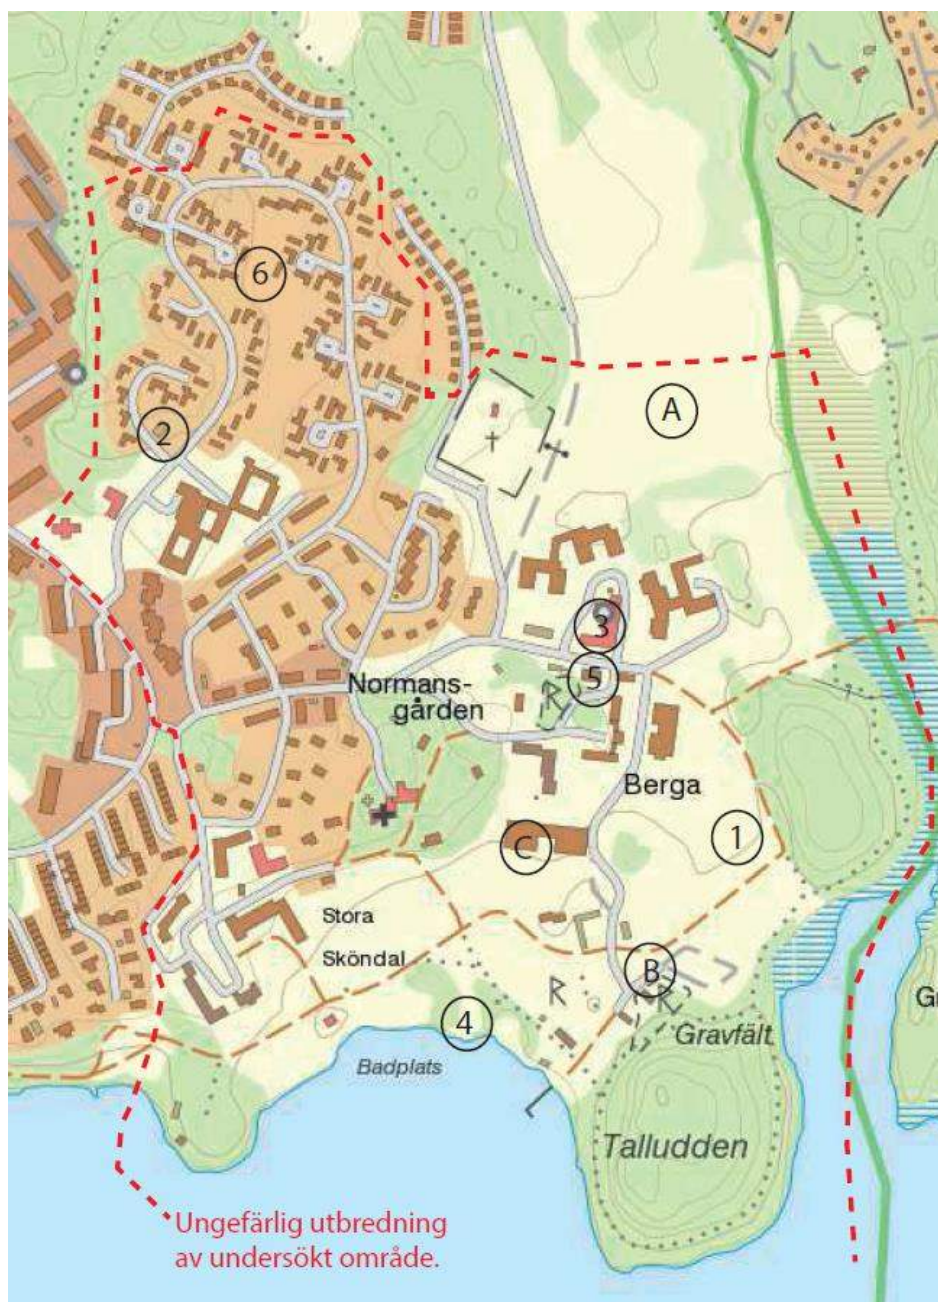 6
A
2
3
5
Normans-
gården
R
Berga
1
C
Stora
Sköndal
B
R
R
4
Gravfält
Badplats
Talludden
Ungefärlig utbredning
av undersökt område.